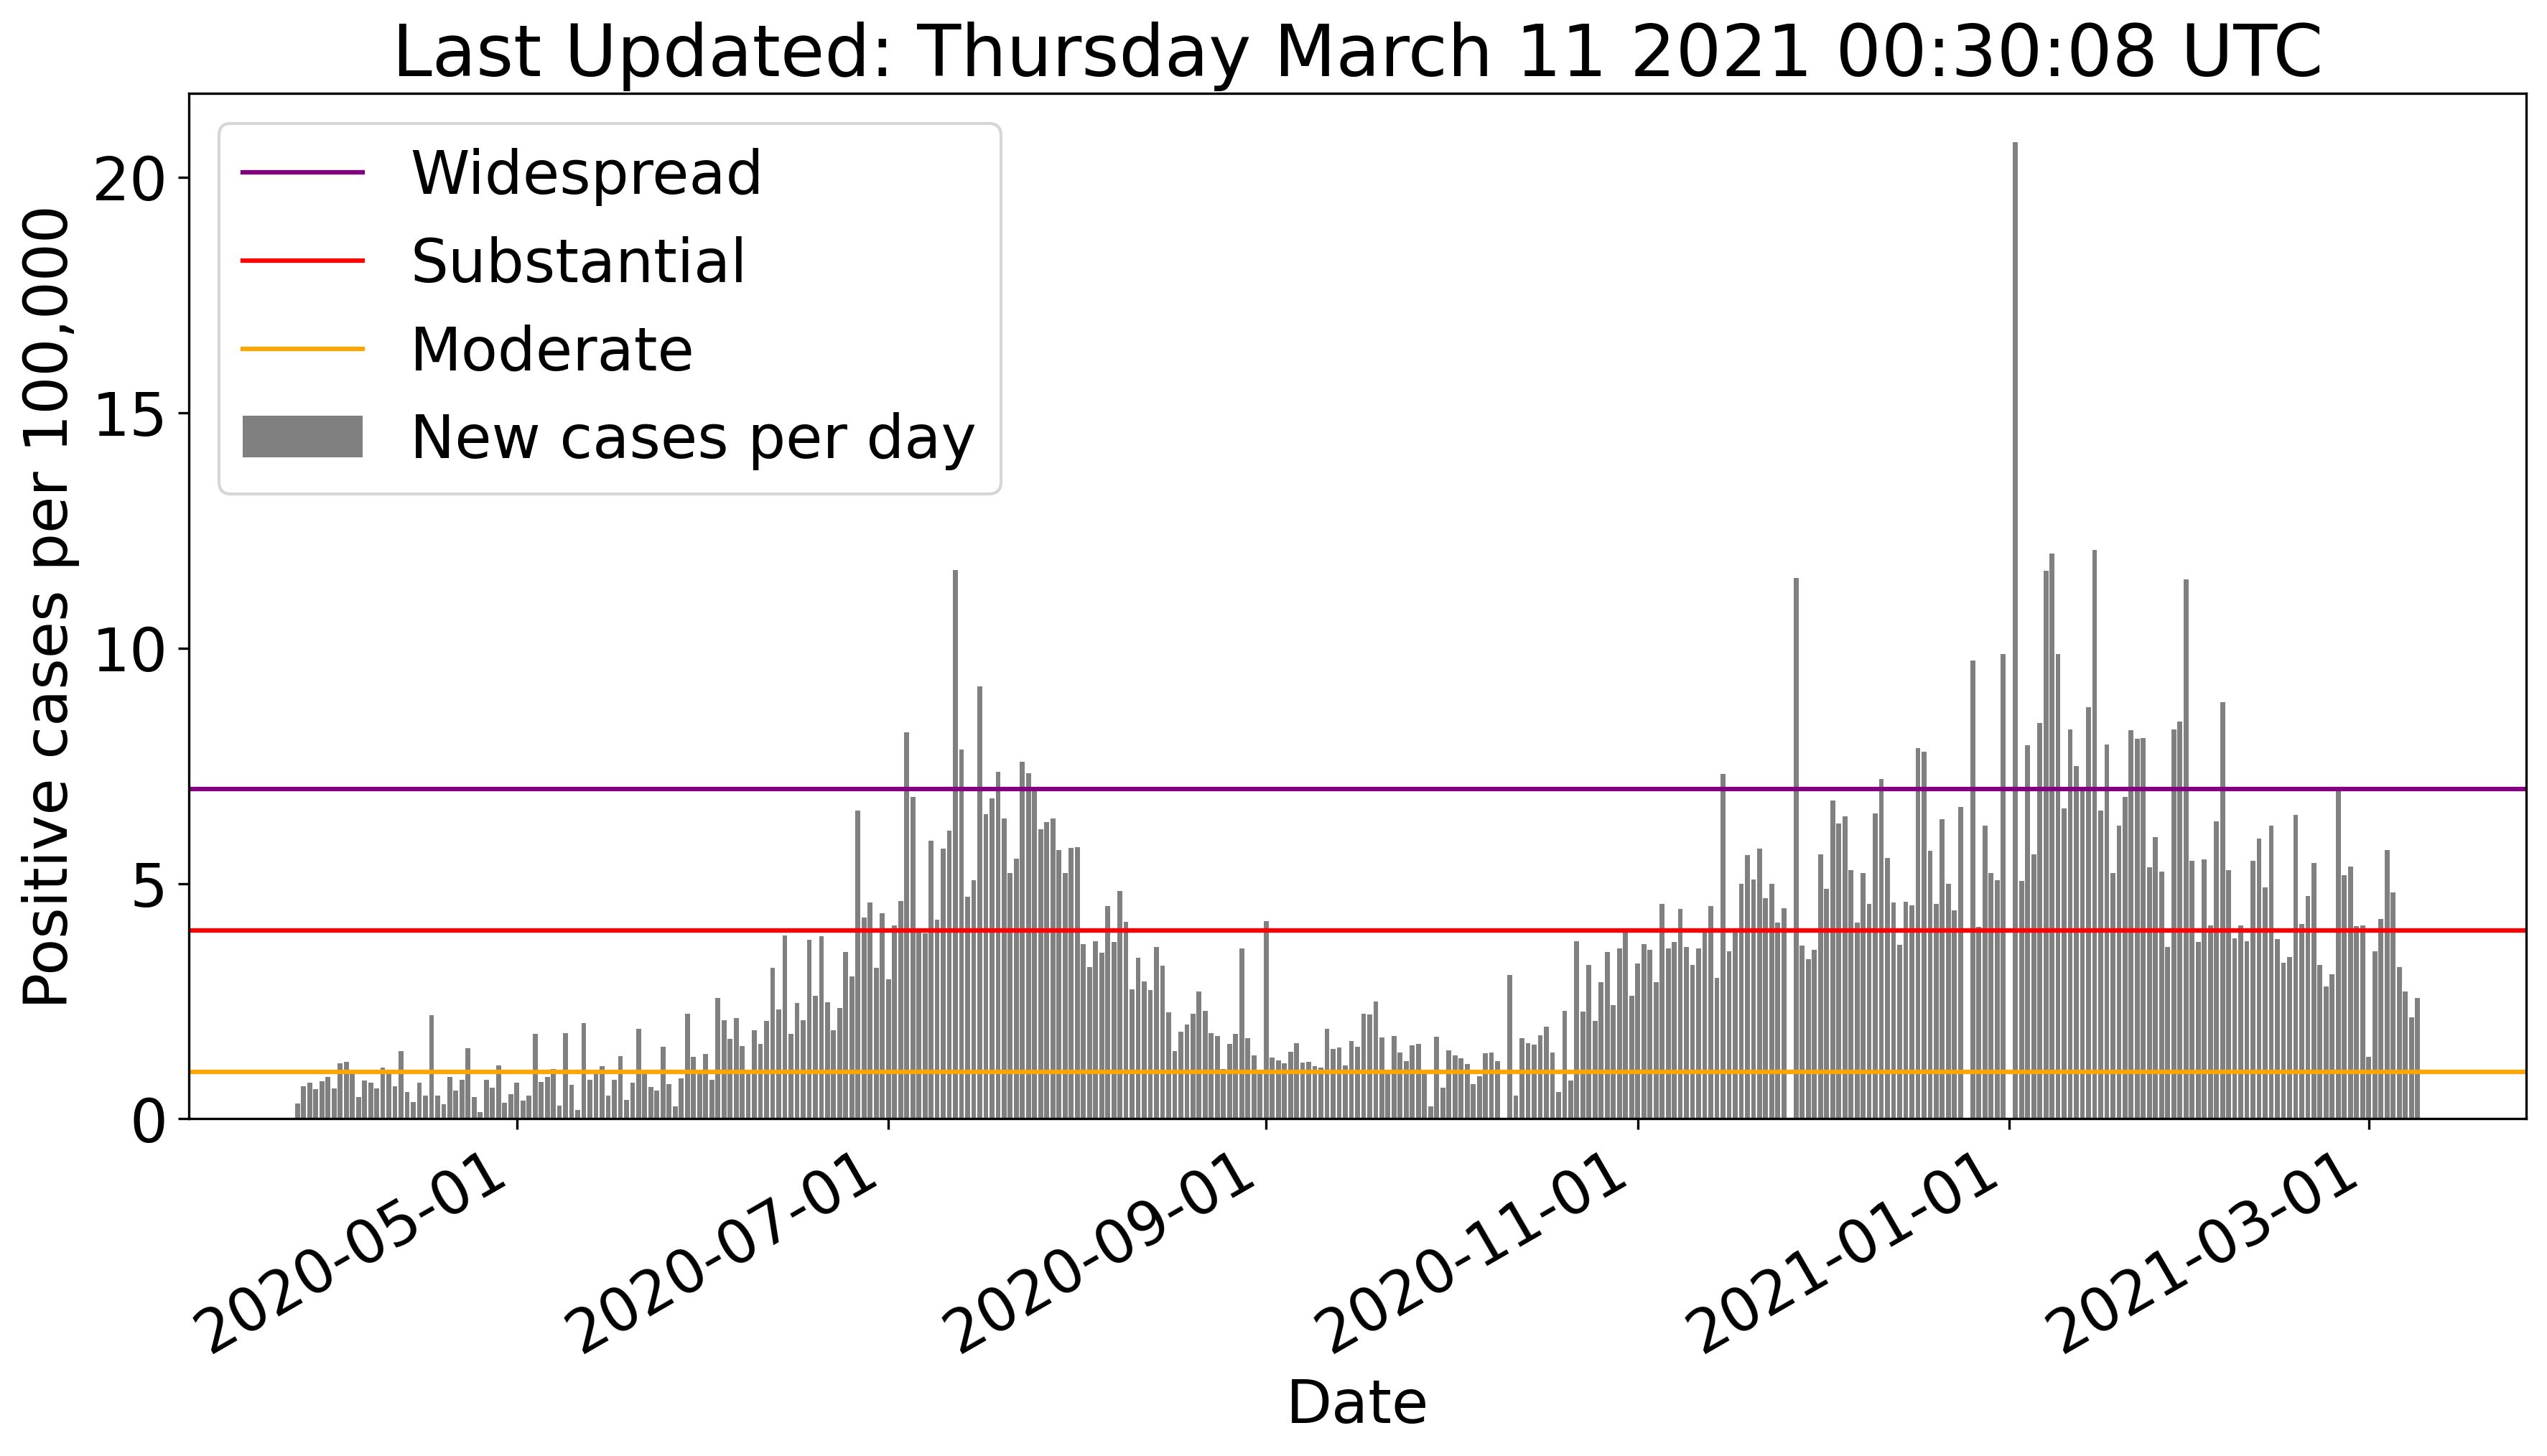 Last Updated: Thursday March 11 2021 00:30:08 UTC
Widespread
Substantial
Moderate
New cases per day
Positive cases per 100,000
20
15
10
5
0
2020-05-01
2020-07-01
2020-09-01
2020-11-01
2021-01-01
2021-03-01
Date